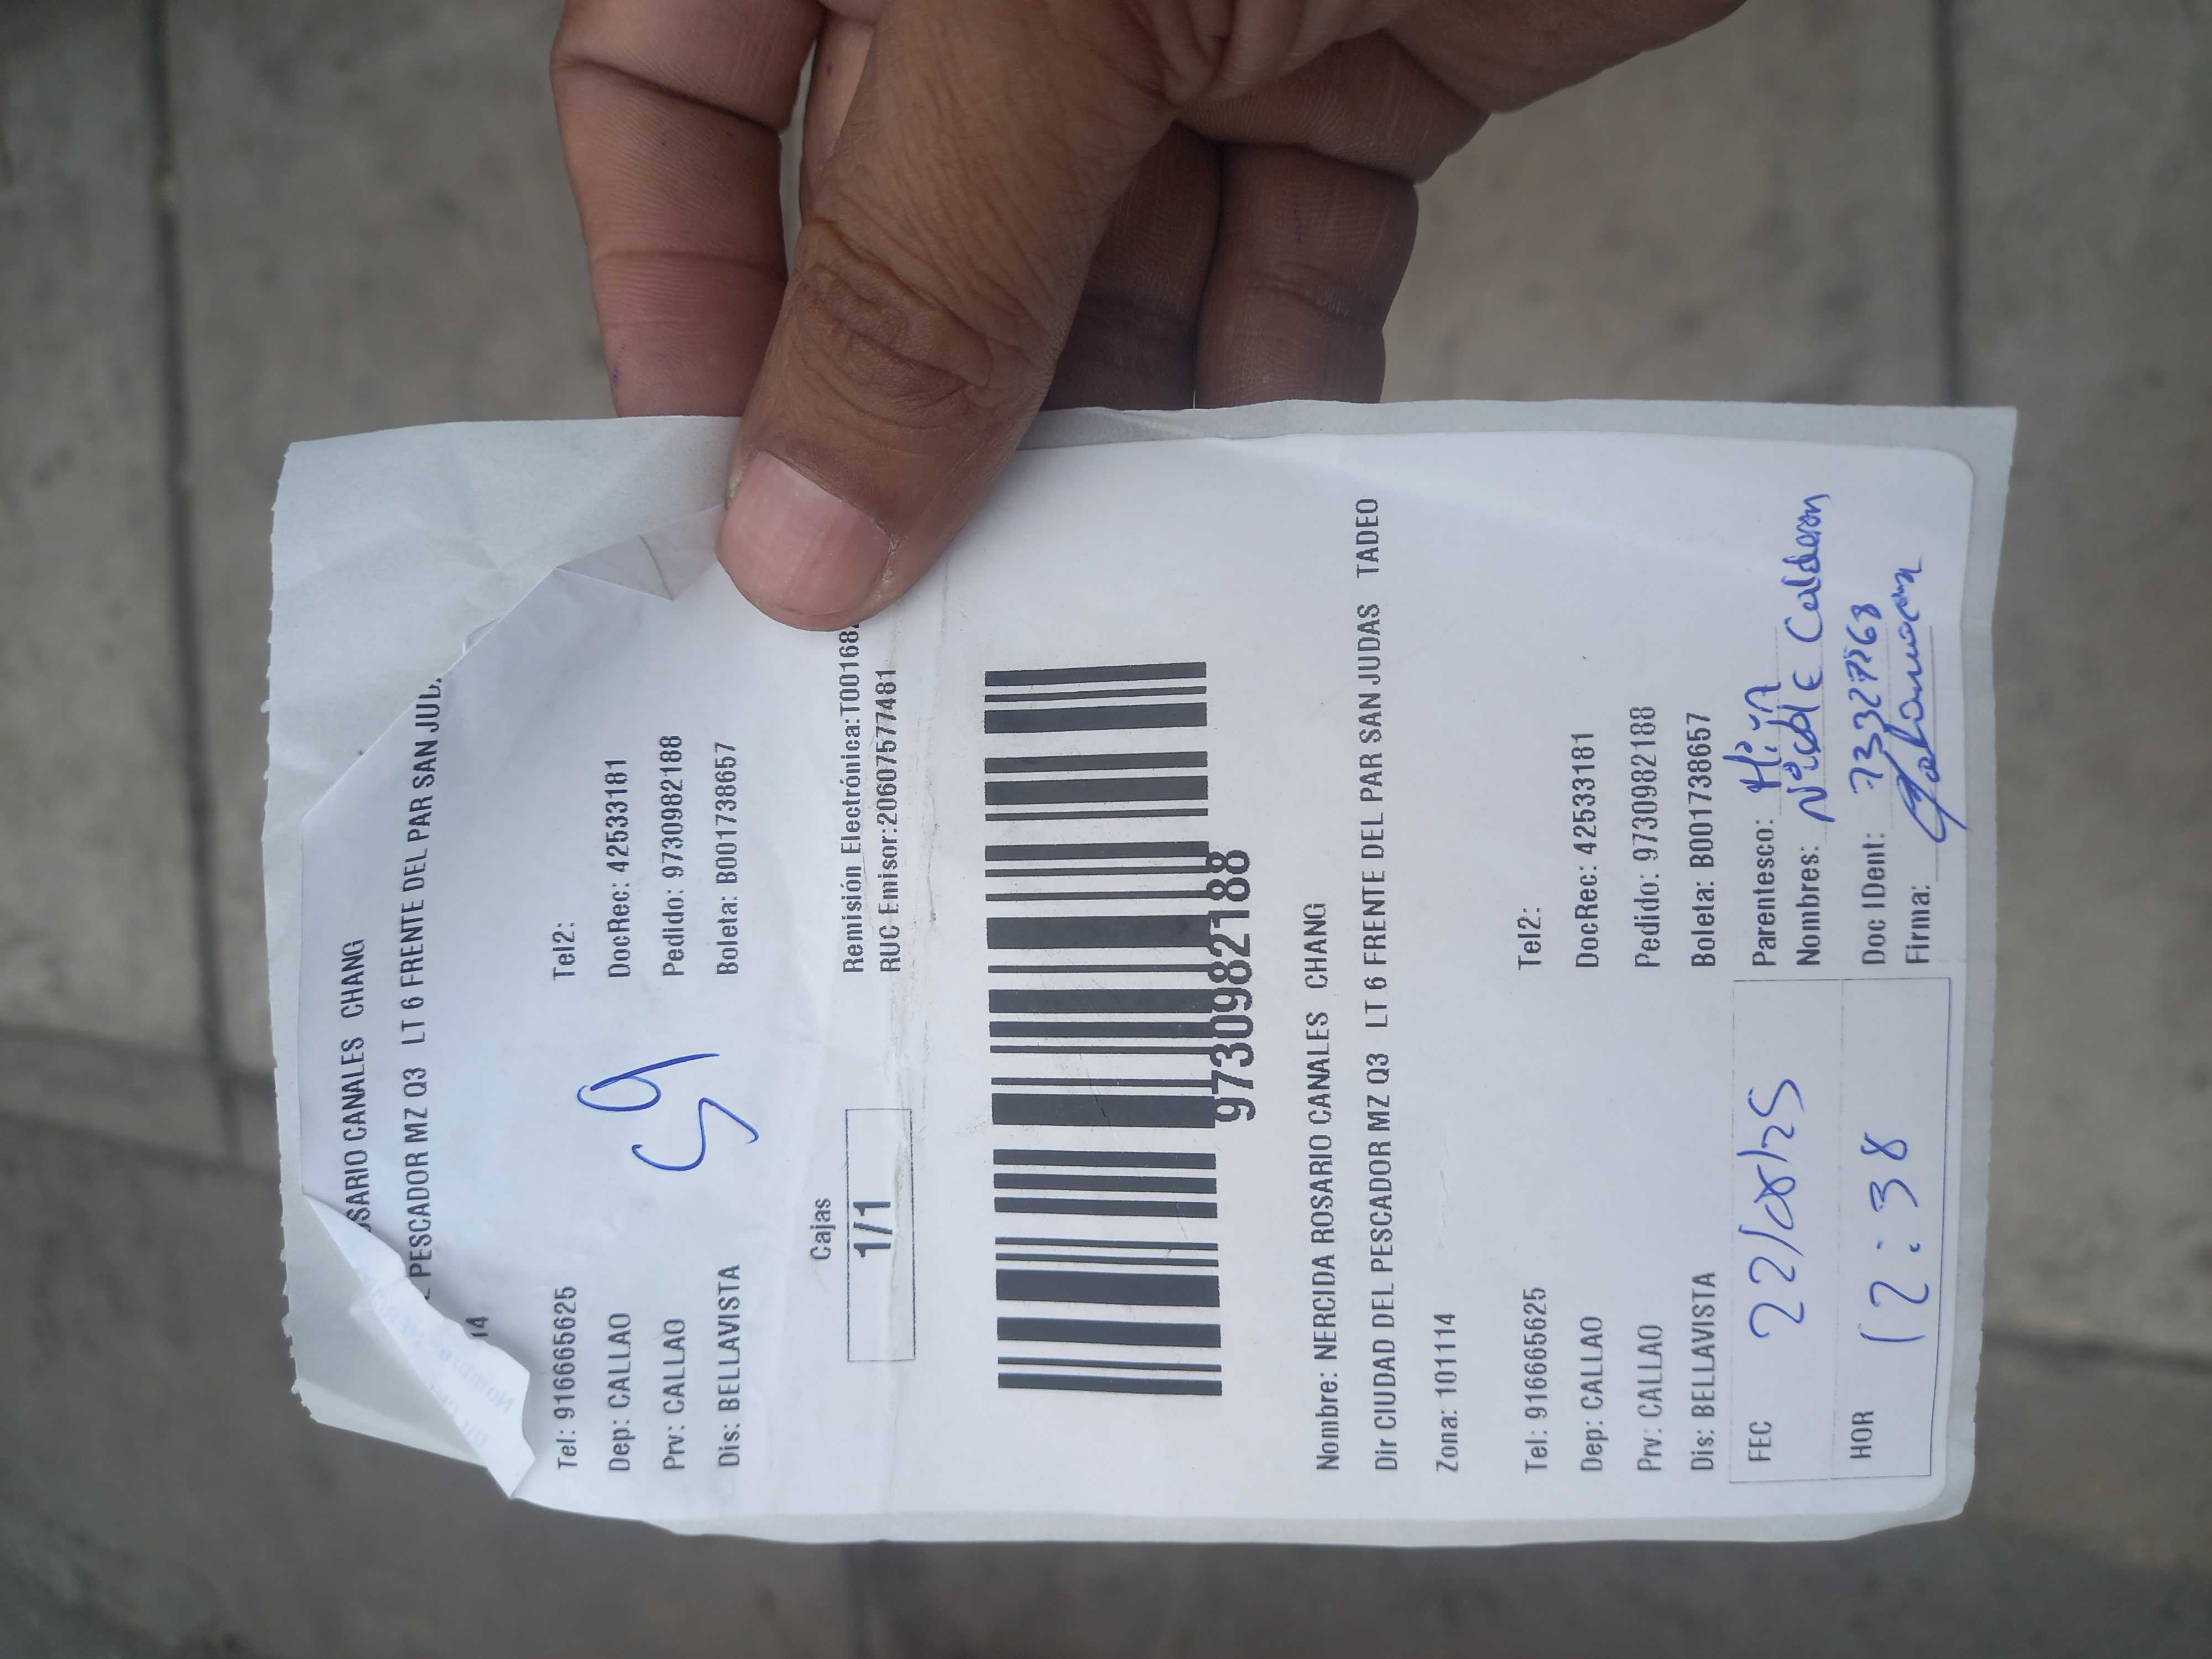 SARIO CANALES CHANG
PESCADOR MZ Q3 LT 6 FRENTE DEL PAR SAN JUD
14
Tel: 916665625 Tel2:
Dep: CALLAO DocRec: 42533181
Prv: CALLAO Pedido: 9730982188
Dis: BELLAVISTA Boleta: B001738657
59
Cajas
1/1
Remisión Electrónica:T00168
RUC Emisor:20607577481
9730982188
Nombre: NERCIDA ROSARIO CANALES CHANG
Dir CIUDAD DEL PESCADOR MZ Q3 LT 6 FRENTE DEL PAR SAN JUDAS TADEO
Zona: 101114
Tel: 916665625 Tel2:
Dep: CALLAO DocRec: 42533181
Prv: CALLAO Pedido: 9730982188
Dis: BELLAVISTA Boleta: B001738657
FEC 22/08/25 Parentesco: Hija
Nombres: Nicole Calderon
HOR 12:38 Doc IDent:
Firma: